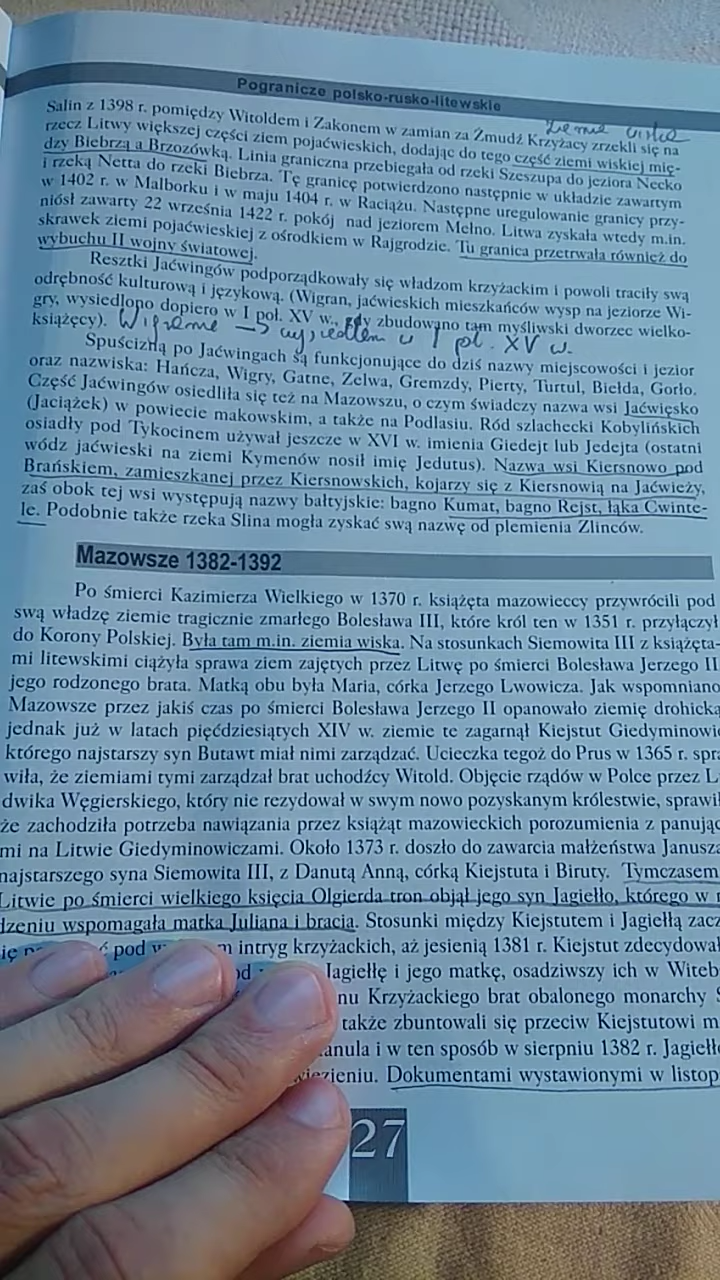 Pogranicze polsko-rusko-litewskie
ziemie wiskie
Salin z 1398 r. pomiędzy Witoldem i Zakonem w zamian za Żmudź Krzyżacy zrzekli się na
rzecz Litwy większej części ziem pojaćwieskich, dodając do tego część ziemi wiskiej mię-
dzy Biebrzą a Brzozówką. Linia graniczna przebiegała od rzeki Szeszupa do jeziora Necko
i rzeką Netta do rzeki Biebrza. Tę granicę potwierdzono następnie w układzie zawartym
w 1402 r. w Malborku i w maju 1404 r. w Raciążu. Następne uregulowanie granicy przy-
niósł zawarty 22 września 1422 r. pokój nad jeziorem Mełno. Litwa zyskała wtedy m.in.
skrawek ziemi pojaćwieskiej z ośrodkiem w Rajgrodzie. Tu granica przetrwała również do
wybuchu II wojny światowej.
Resztki Jaćwingów podporządkowały się władzom krzyżackim i powoli traciły swą
odrębność kulturową i językową. (Wigran, jaćwieskich mieszkańców wysp na jeziorze Wi-
gry, wysiedlono dopiero w I poł. XV w., gdy zbudowano tam myśliwski dworzec wielko-
książęcy).
w I pł. XV w.
Spuścizną po Jaćwingach są funkcjonujące do dziś nazwy miejscowości i jezior
oraz nazwiska: Hańcza, Wigry, Gatne, Zelwa, Gremzdy, Pierty, Turtul, Biełda, Gorło.
Część Jaćwingów osiedliła się też na Mazowszu, o czym świadczy nazwa wsi Jaćwięsko
(Jaciążek) w powiecie makowskim, a także na Podlasiu. Ród szlachecki Kobylińskich
osiadły pod Tykocinem używał jeszcze w XVI w. imienia Giedejt lub Jedejta (ostatni
wódz jaćwieski na ziemi Kymenów nosił imię Jedutus). Nazwa wsi Kiersnowo pod
Brańskiem, zamieszkanej przez Kiersnowskich, kojarzy się z Kiersnowią na Jaćwieży,
zaś obok tej wsi występują nazwy bałtyjskie: bagno Kumat, bagno Rejst, łąka Cwinte-
le. Podobnie także rzeka Slina mogła zyskać swą nazwę od plemienia Zlinców.
Mazowsze 1382-1392
Po śmierci Kazimierza Wielkiego w 1370 r. książęta mazowieccy przywrócili pod
swą władzę ziemie tragicznie zmarłego Bolesława III, które król ten w 1351 r. przyłączył
do Korony Polskiej. Była tam m.in. ziemia wiska. Na stosunkach Siemowita III z książęta-
mi litewskimi ciążyła sprawa ziem zajętych przez Litwę po śmierci Bolesława Jerzego II
jego rodzonego brata. Matką obu była Maria, córka Jerzego Lwowicza. Jak wspomniano
Mazowsze przez jakiś czas po śmierci Bolesława Jerzego II opanowało ziemię drohicką
jednak już w latach pięćdziesiątych XIV w. ziemie te zagarnął Kiejstut Giedyminowi
którego najstarszy syn Butawt miał nimi zarządzać. Ucieczka tegoż do Prus w 1365 r. spra
wiła, że ziemiami tymi zarządzał brat uchodźcy Witold. Objęcie rządów w Polce przez L
dwika Węgierskiego, który nie rezydował w swym nowo pozyskanym królestwie, sprawił
że zachodziła potrzeba nawiązania przez książąt mazowieckich porozumienia z panując
mi na Litwie Giedyminowiczami. Około 1373 r. doszło do zawarcia małżeństwa Janusza
najstarszego syna Siemowita III, z Danutą Anną, córką Kiejstuta i Biruty. Tymczasem
Litwie po śmierci wielkiego księcia Olgierda tron objął jego syn Jagiełło, którego w r
dzeniu wspomagała matka Juliana i bracia. Stosunki między Kiejstutem i Jagiełłą zacz
pod intryg krzyżackich, aż jesienią 1381 r. Kiejstut zdecydował
Jagiełłę i jego matkę, osadziwszy ich w Witeb
nu Krzyżackiego brat obalonego monarchy
także zbuntowali się przeciw Kiejstutowi m
anula i w ten sposób w sierpniu 1382 r. Jagieł
więzieniu. Dokumentami wystawionymi w listop
27